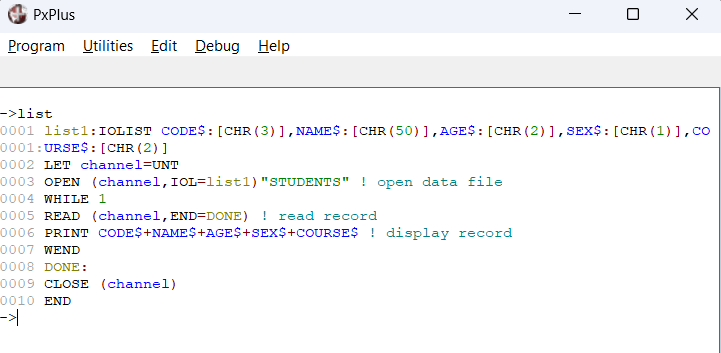 PxPlus
Program Utilities Edit Debug Help
->list
0001 list1:IOLIST CODE$:[CHR(3)],NAME$:[CHR(50)],AGE$:[CHR(2)],SEX$:[CHR(1)],CO
0001:URSE$:[CHR(2)]
0002 LET channel=UNT
0003 OPEN (channel,IOL=list1)"STUDENTS" ! open data file
0004 WHILE 1
0005 READ (channel,END=DONE) ! read record
0006 PRINT CODE$+NAME$+AGE$+SEX$+COURSE$ ! display record
0007 WEND
0008 DONE:
0009 CLOSE (channel)
0010 END
->